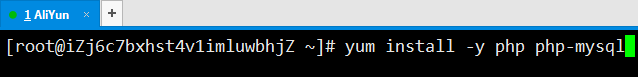 1 AliYun
[root@iZj6c7bxhst4v1imluwbhjZ ~]# yum install -y php php-mysql